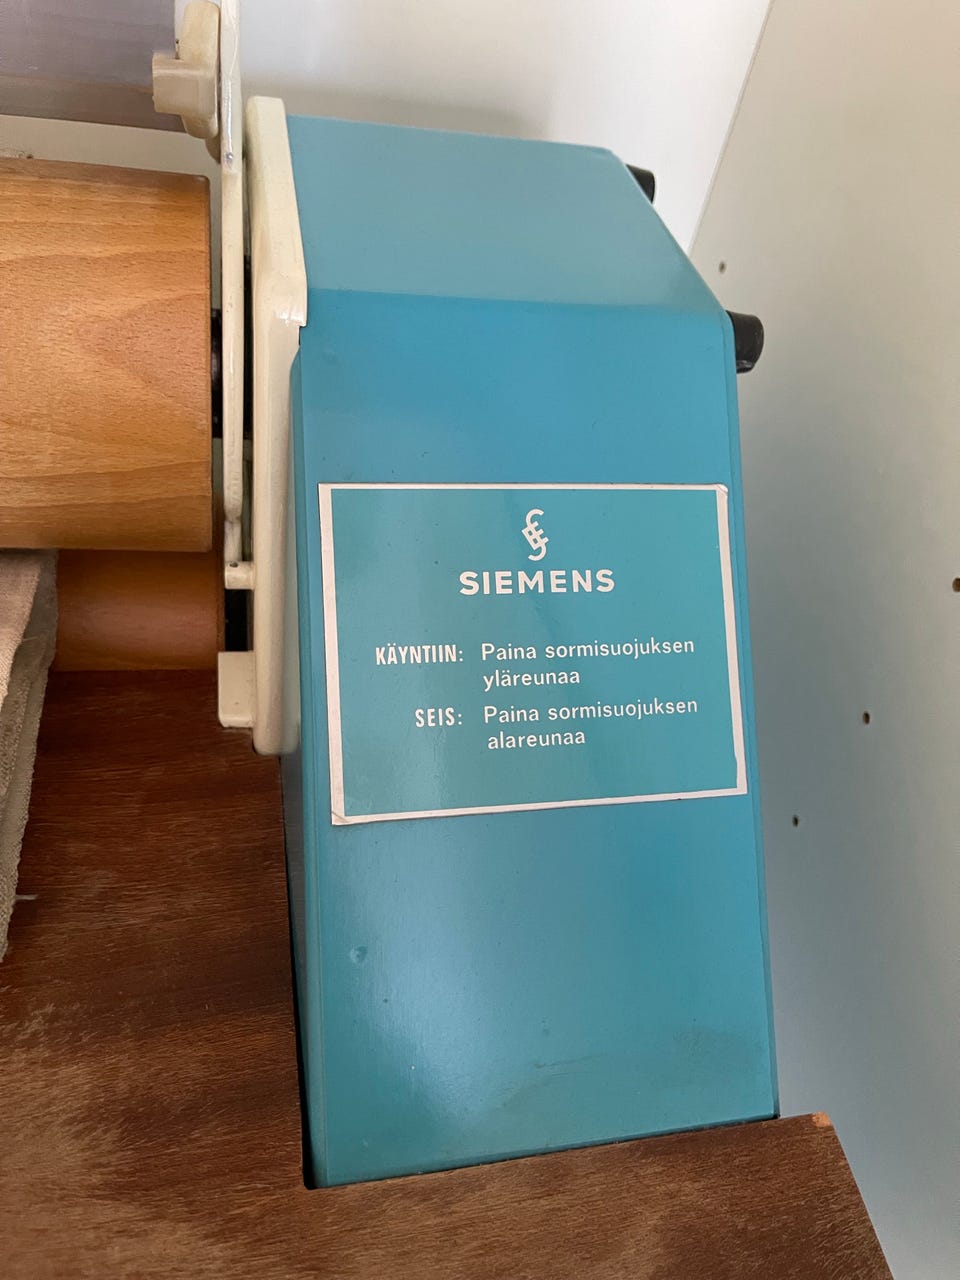 SIEMENS
KÄYNTIIN: Paina sormisuojuksen
yläreunaa
SEIS: Paina sormisuojuksen
alareunaa